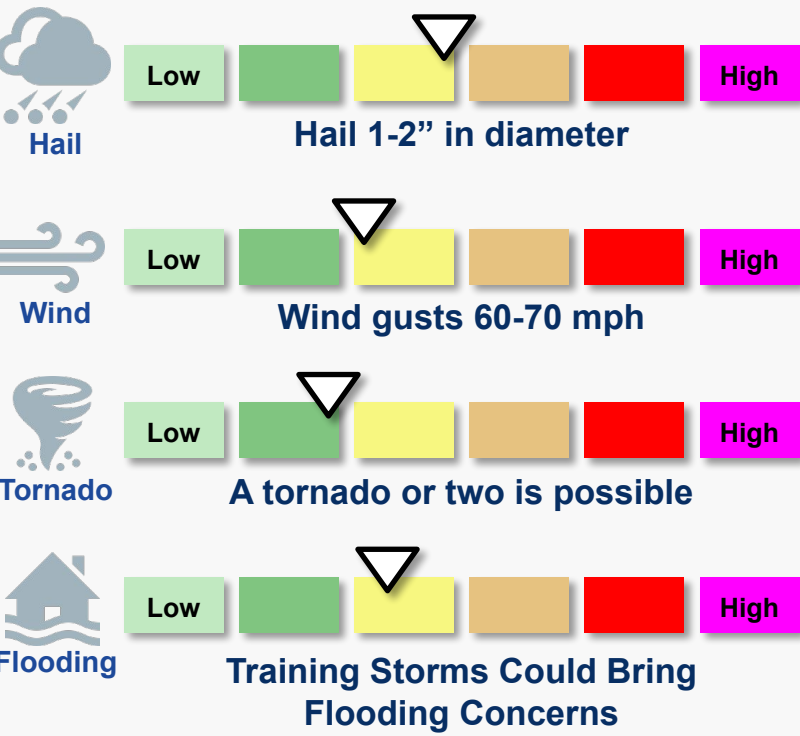 Low High
Hail
Hail 1-2” in diameter
Low High
Wind
Wind gusts 60-70 mph
Low High
Tornado
A tornado or two is possible
Low High
Flooding
Training Storms Could Bring
Flooding Concerns